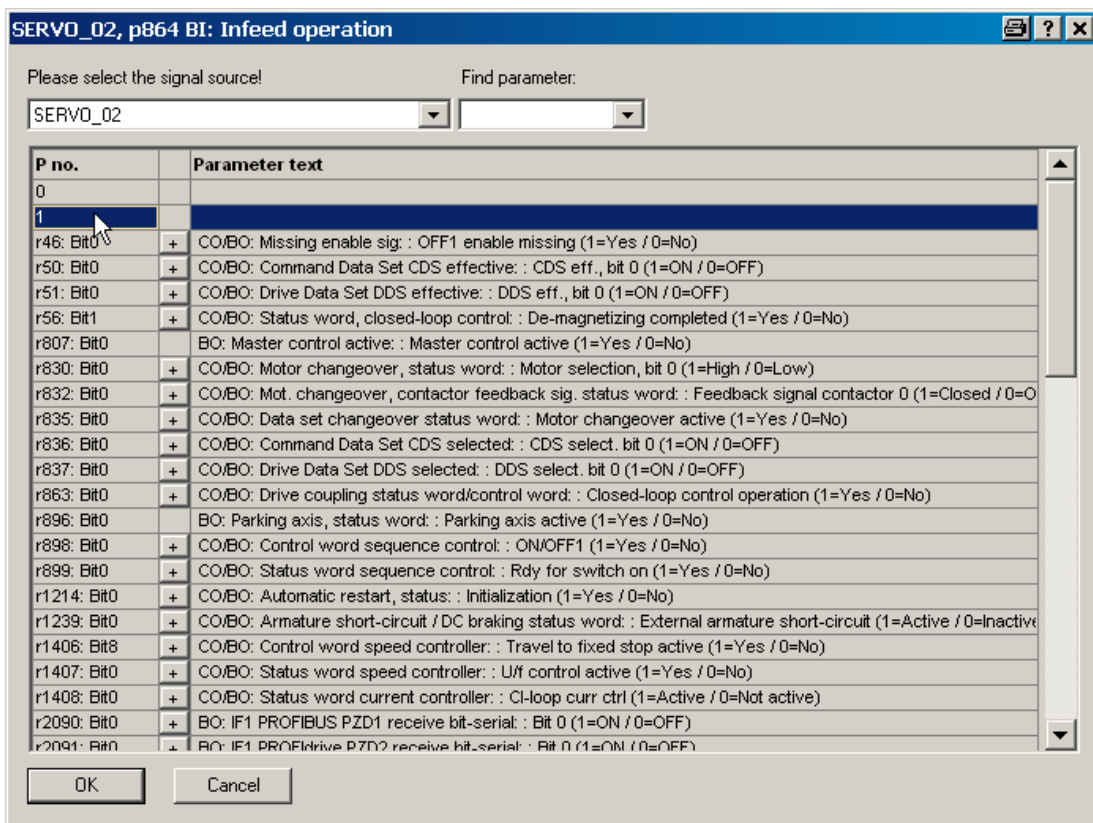 SERVO_02, p864 BI: Infeed operation ?
Please select the signal source! Find parameter:
SERVO_02
P no. Parameter text
0
1
r46: Bit0 + CO/BO: Missing enable sig: : OFF1 enable missing (1=Yes / 0=No)
r50: Bit0 + CO/BO: Command Data Set CDS effective: : CDS eff., bit 0 (1=ON / 0=OFF)
r51: Bit0 + CO/BO: Drive Data Set DDS effective: : DDS eff., bit 0 (1=ON / 0=OFF)
r56: Bit1 + CO/BO: Status word, closed-loop control: : De-magnetizing completed (1=Yes / 0=No)
r807: Bit0 BO: Master control active: : Master control active (1=Yes / 0=No)
r830: Bit0 + CO/BO: Motor changeover, status word: : Motor selection, bit 0 (1=High / 0=Low)
r832: Bit0 + CO/BO: Mot. changeover, contactor feedback sig. status word: : Feedback signal contactor 0 (1=Closed / 0=O
r835: Bit0 + CO/BO: Data set changeover status word: : Motor changeover active (1=Yes / 0=No)
r836: Bit0 + CO/BO: Command Data Set CDS selected: : CDS select. bit 0 (1=ON / 0=OFF)
r837: Bit0 + CO/BO: Drive Data Set DDS selected: : DDS select. bit 0 (1=ON / 0=OFF)
r863: Bit0 + CO/BO: Drive coupling status word/control word: : Closed-loop control operation (1=Yes / 0=No)
r896: Bit0 BO: Parking axis, status word: : Parking axis active (1=Yes / 0=No)
r898: Bit0 + CO/BO: Control word sequence control: : ON/OFF1 (1=Yes / 0=No)
r899: Bit0 + CO/BO: Status word sequence control: : Rdy for switch on (1=Yes / 0=No)
r1214: Bit0 + CO/BO: Automatic restart, status: : Initialization (1=Yes / 0=No)
r1239: Bit0 + CO/BO: Armature short-circuit / DC braking status word: : External armature short-circuit (1=Active / 0=Inactive
r1406: Bit8 + CO/BO: Control word speed controller: : Travel to fixed stop active (1=Yes / 0=No)
r1407: Bit0 + CO/BO: Status word speed controller: : U/f control active (1=Yes / 0=No)
r1408: Bit0 + CO/BO: Status word current controller: : Cl-loop curr ctrl (1=Active / 0=Not active)
r2090: Bit0 + BO: IF1 PROFIBUS PZD1 receive bit-serial: : Bit 0 (1=ON / 0=OFF)
r2091: Bit0 + BO: IF1 PROFIdrive PZD2 receive bit-serial: : Bit 0 (1=ON / 0=OFF)
OK Cancel